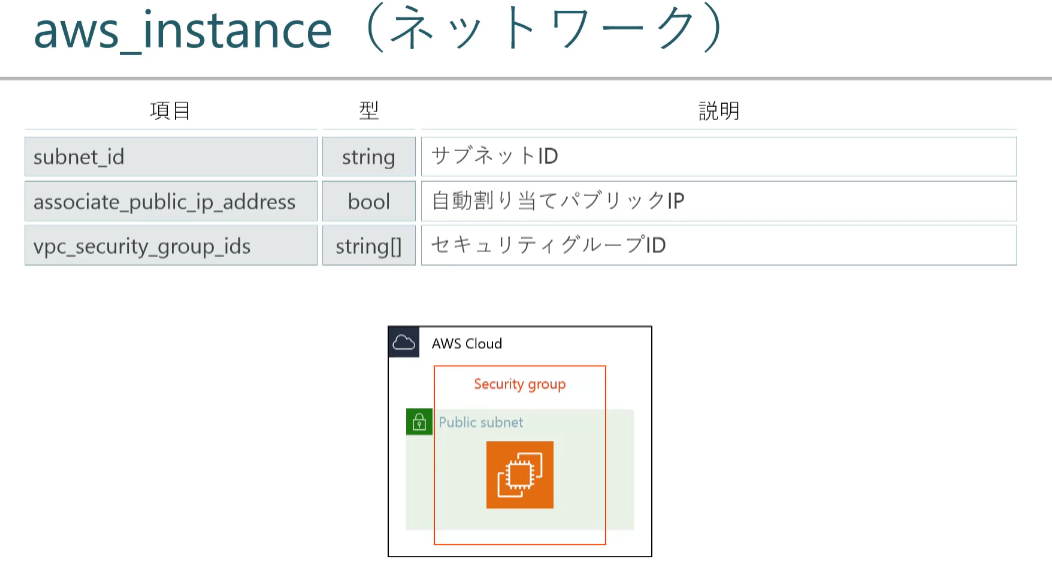 aws_instance（ネットワーク）
項目 型 説明
subnet_id string サブネットID
associate_public_ip_address bool 自動割り当てパブリックIP
vpc_security_group_ids string[] セキュリティグループID
AWS Cloud
Security group
Public subnet